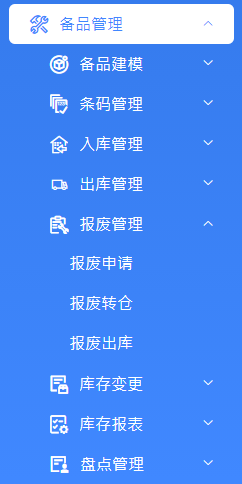 备品管理
备品建模
条码管理
入库管理
出库管理
报废管理
报废申请
报废转仓
报废出库
库存变更
库存报表
盘点管理